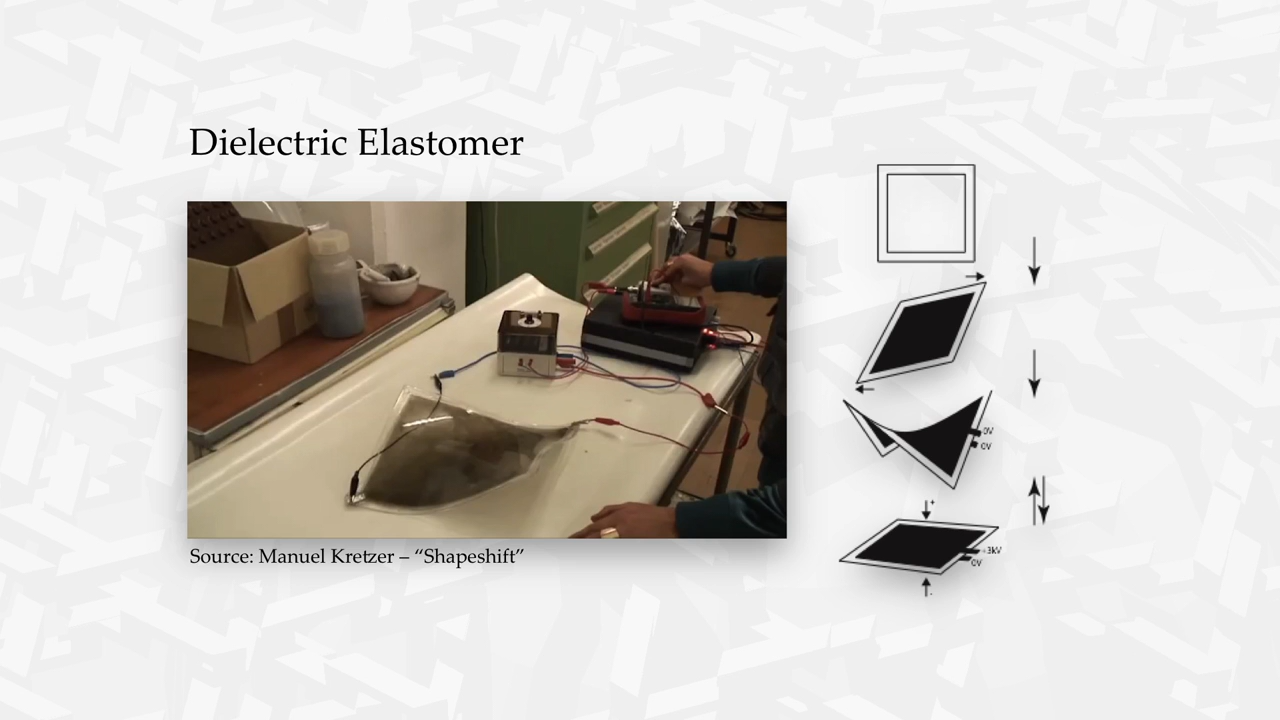 Dielectric Elastomer
0V
0V
+
+3kV
0V
-
Source: Manuel Kretzer – “Shapeshift”